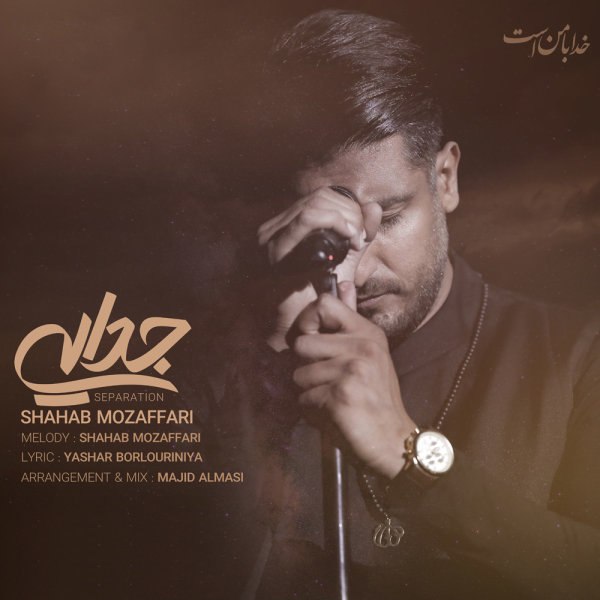 خدا با من است
جدایی
SEPARATION
SHAHAB MOZAFFARI
MELODY : SHAHAB MOZAFFARI
LYRIC : YASHAR BORLOURINIYA
ARRANGEMENT & MIX : MAJID ALMASI